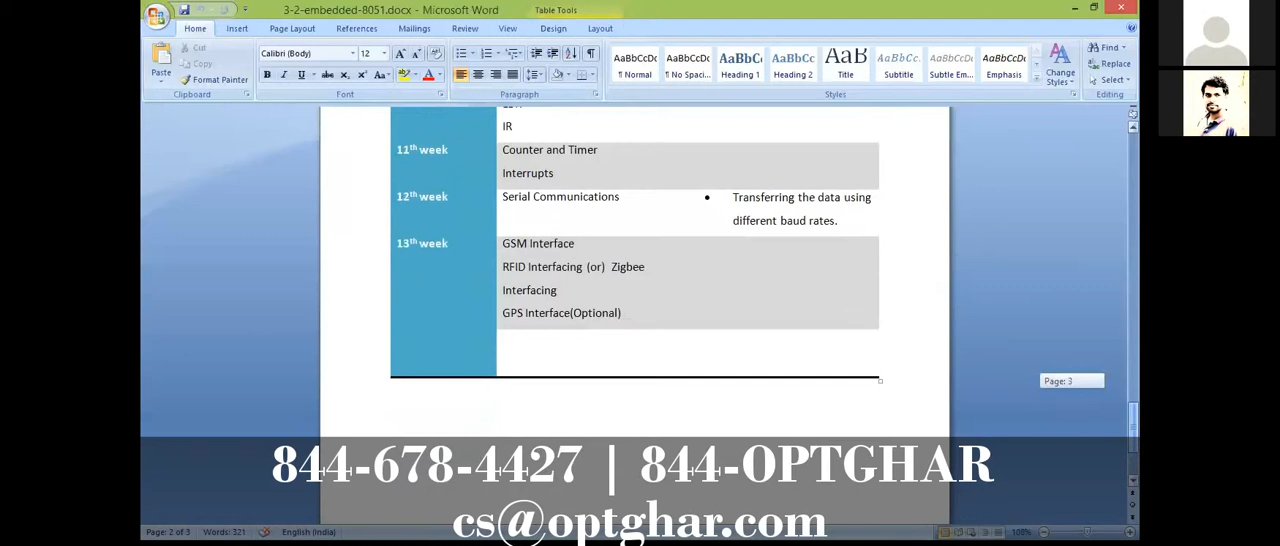 3-2-embedded-8051.docx - Microsoft Word
Table Tools
Home Insert Page Layout References Mailings Review View Design Layout
Paste
Cut
Copy
Format Painter
Clipboard
Calibri (Body) 12
Font
Paragraph
AaBbCcDc AaBbCcDc AaBbCc AaBbCc AaB AaBbCcL AaBbCcDc AaBbCcDc
¶ Normal ¶ No Spaci... Heading 1 Heading 2 Title Subtitle Subtle Em... Emphasis
Styles
Change Styles
Find
Replace
Select
Editing
IR
11th week Counter and Timer
Interrupts
12th week Serial Communications • Transferring the data using
different baud rates.
13th week GSM Interface
RFID Interfacing (or) Zigbee
Interfacing
GPS Interface(Optional)
Page: 3
844-678-4427 | 844-OPTGHAR
cs@optghar.com
Page: 2 of 3 Words: 321 English (India) 108%